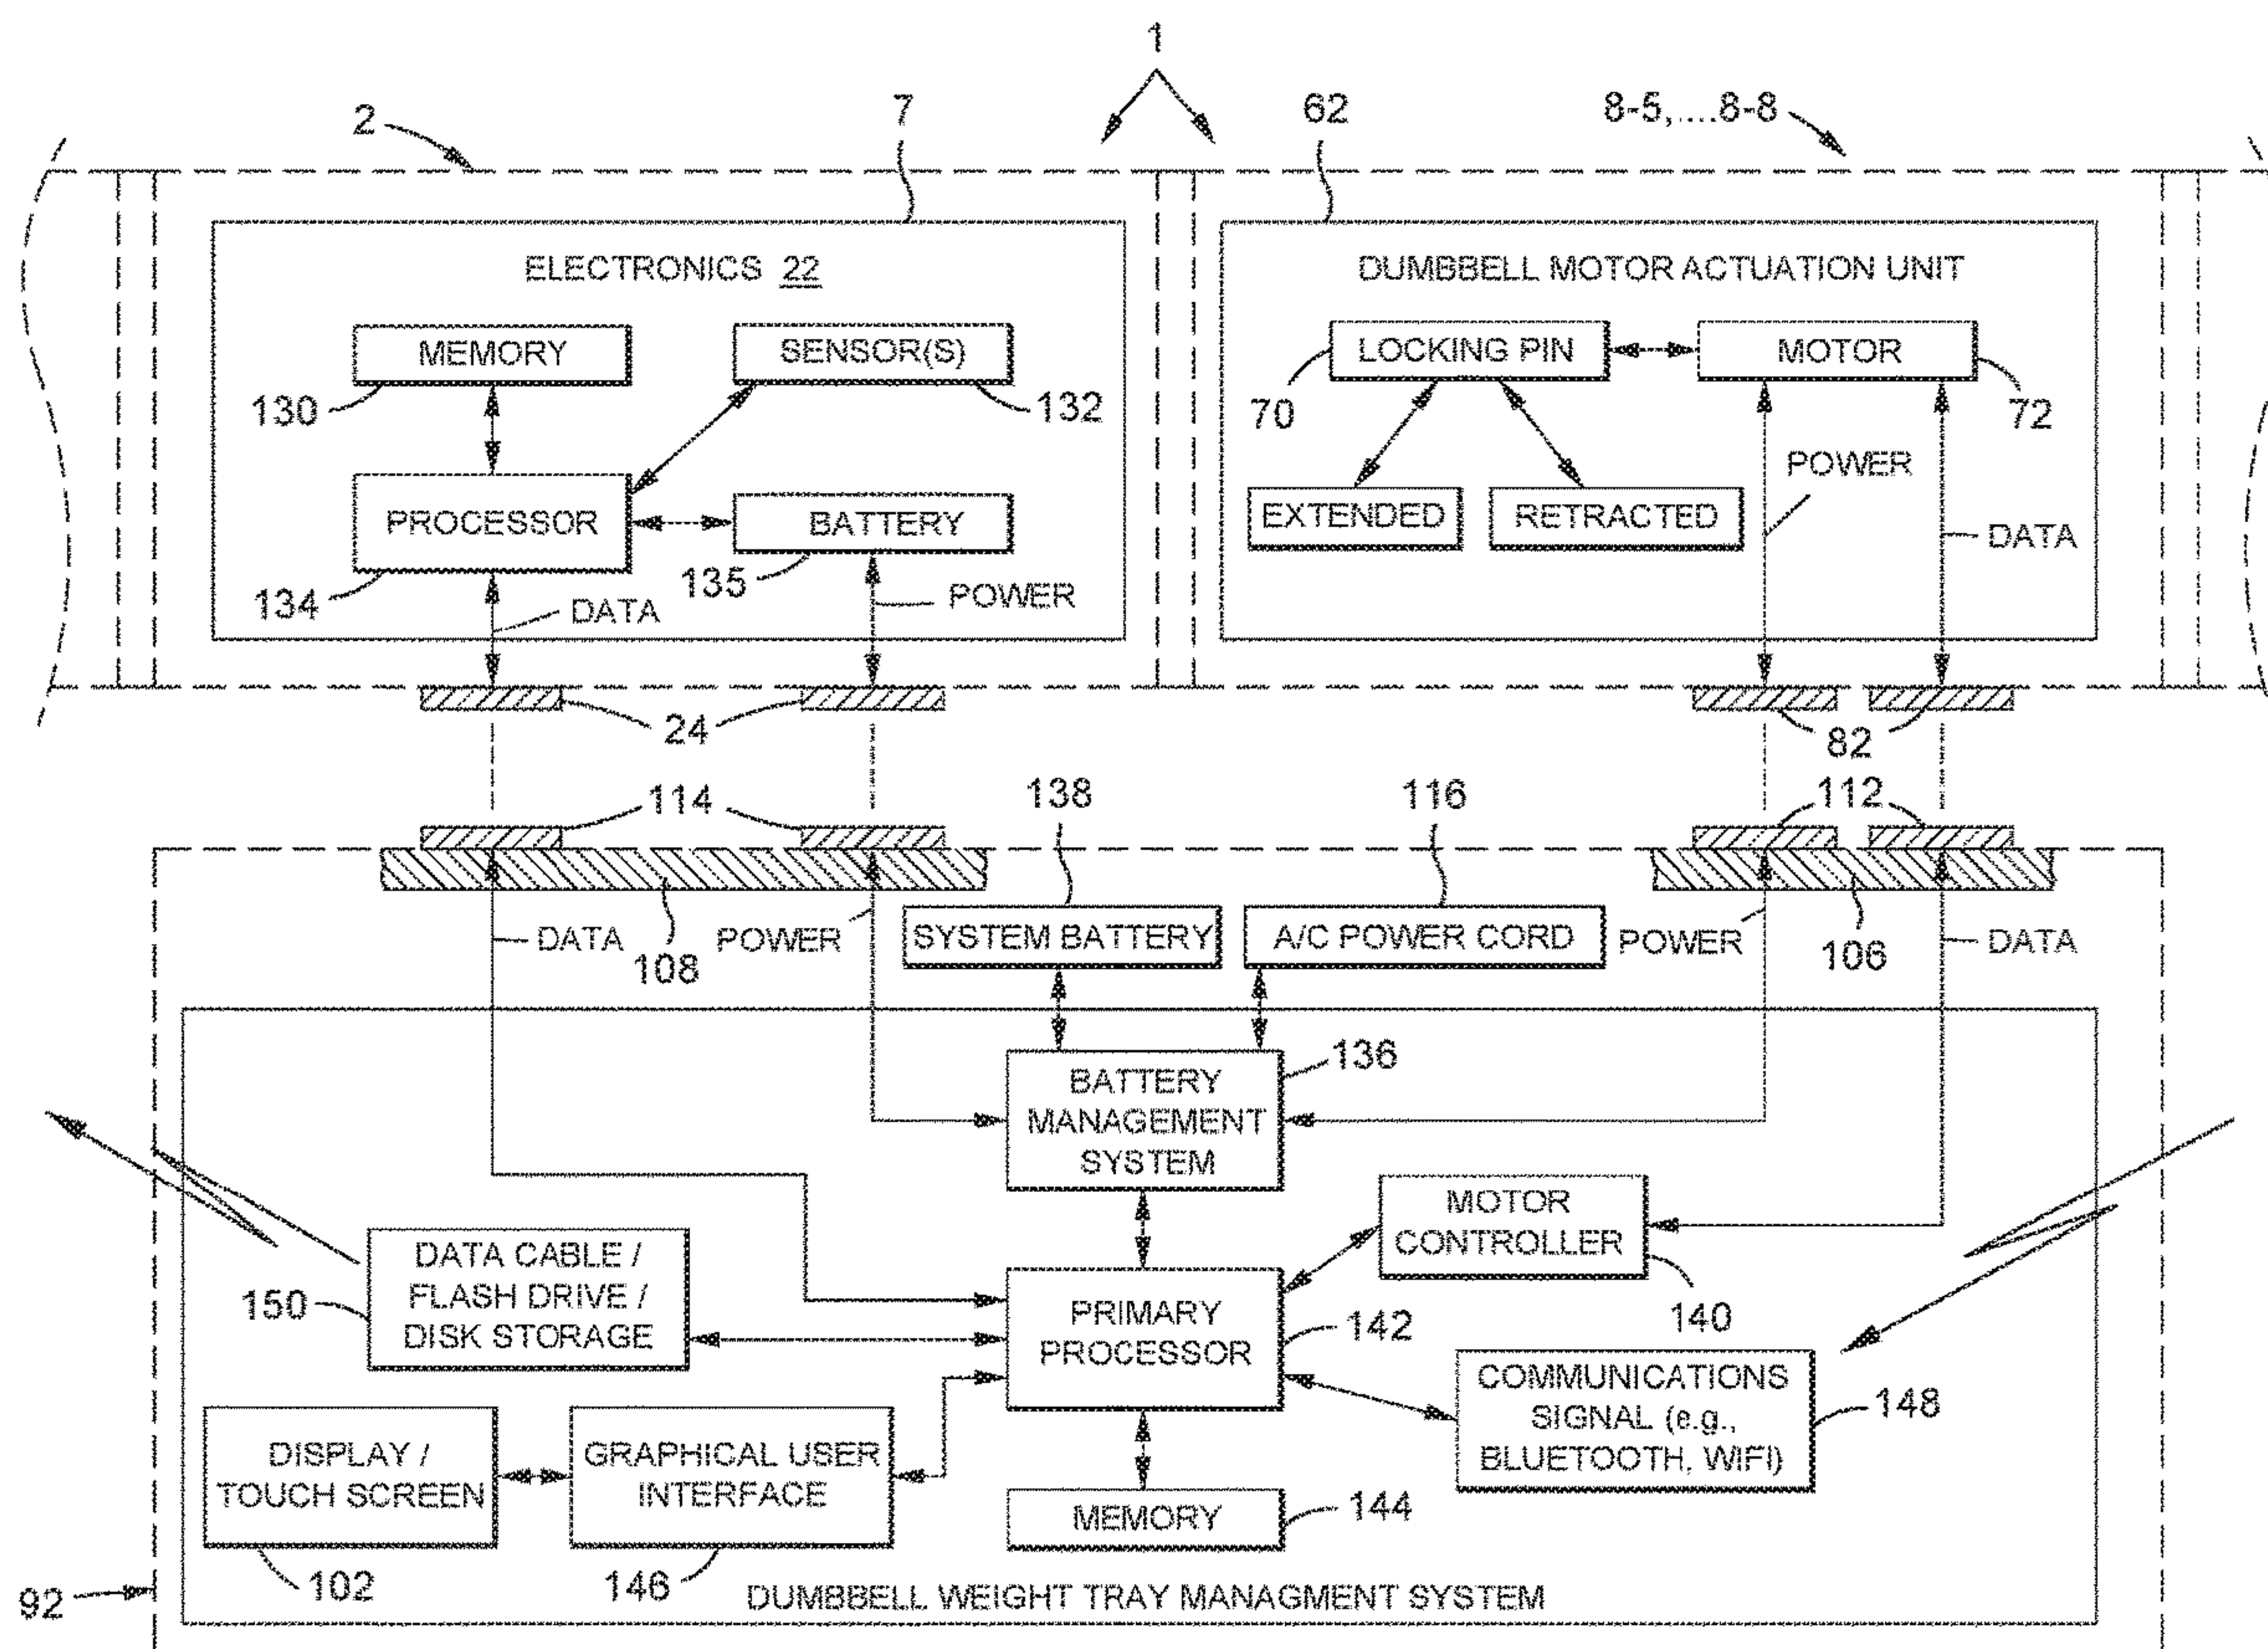 1
2
7
62
8-5,....8-8
ELECTRONICS 22
DUMBBELL MOTOR ACTUATION UNIT
MEMORY
SENSOR(S)
LOCKING PIN
MOTOR
130
132
70
72
POWER
PROCESSOR
BATTERY
EXTENDED
RETRACTED
DATA
134
135
POWER
DATA
24
82
114
138
116
112
DATA
POWER
SYSTEM BATTERY
A/C POWER CORD
POWER
DATA
108
106
BATTERY
MANAGEMENT
SYSTEM
136
MOTOR
CONTROLLER
140
DATA CABLE /
FLASH DRIVE /
DISK STORAGE
150
PRIMARY
PROCESSOR
142
COMMUNICATIONS
SIGNAL (e.g.,
BLUETOOTH, WIFI)
148
DISPLAY /
TOUCH SCREEN
GRAPHICAL USER
INTERFACE
MEMORY
144
102
146
92
DUMBBELL WEIGHT TRAY MANAGMENT SYSTEM